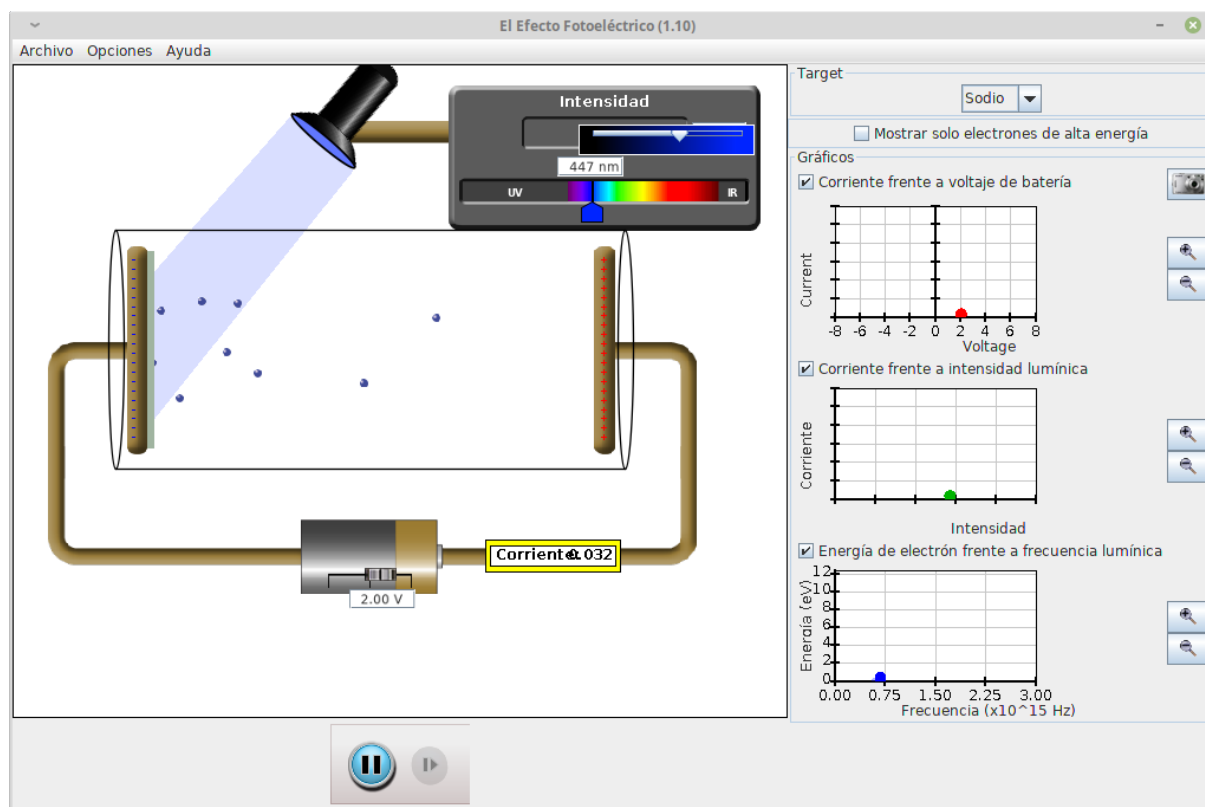 El Efecto Fotoeléctrico (1.10)
Archivo Opciones Ayuda
Intensidad
447 nm
UV IR
Corriente: 0.032
2.00 V
Target
Sodio
Mostrar solo electrones de alta energía
Gráficos
Corriente frente a voltaje de batería
Current
-8 -6 -4 -2 0 2 4 6 8
Voltage
Corriente frente a intensidad lumínica
Corriente
Intensidad
Energía de electrón frente a frecuencia lumínica
Energía (eV)
12
10
8
6
4
2
0
0.00 0.75 1.50 2.25 3.00
Frecuencia (x10^15 Hz)